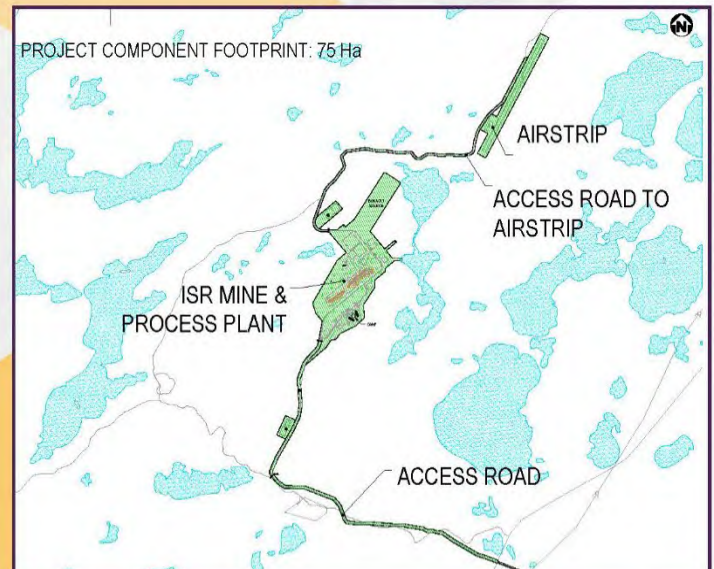 PROJECT COMPONENT FOOTPRINT: 75 Ha
N
AIRSTRIP
ACCESS ROAD TO
AIRSTRIP
ISR MINE &
PROCESS PLANT
ACCESS ROAD